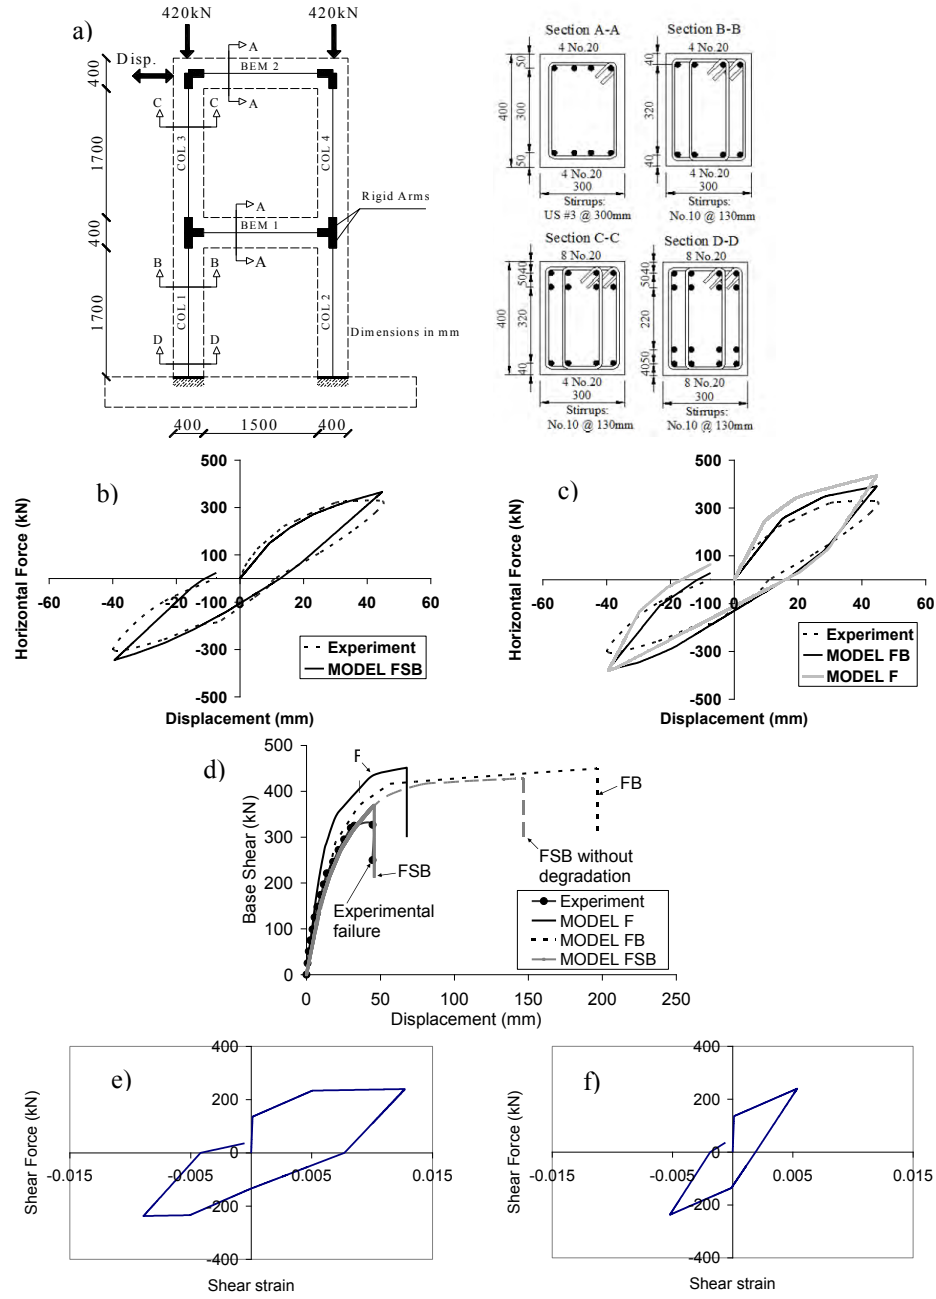 a)
420kN
420kN
Disp.
A
BEM 2
A
C
C
COL 3
COL 4
400
1700
400
1700
A
BEM 1
A
Rigid Arms
B
B
COL 1
COL 2
D
D
Dimensions in mm
400
1500
400
Section A-A
4 No.20
50
300
50
400
4 No.20
300
Stirrups:
US #3 @ 300mm
Section B-B
4 No.20
40
320
40
4 No.20
300
Stirrups:
No.10 @ 130mm
Section C-C
8 No.20
40
50
320
40
400
4 No.20
300
Stirrups:
No.10 @ 130mm
Section D-D
8 No.20
40
50
220
50
40
8 No.20
300
Stirrups:
No.10 @ 130mm
b)
Horizontal Force (kN)
500
300
100
-100
-300
-500
-60
-40
-20
0
20
40
60
Experiment
MODEL FSB
Displacement (mm)
c)
Horizontal Force (kN)
500
300
100
-100
-300
-500
-60
-40
-20
0
20
40
60
Experiment
MODEL FB
MODEL F
Displacement (mm)
d)
Base Shear (kN)
500
400
300
200
100
0
F
FB
FSB
FSB without
degradation
Experimental
failure
Experiment
MODEL F
MODEL FB
MODEL FSB
0
50
100
150
200
250
Displacement (mm)
e)
Shear Force (kN)
400
200
0
-200
-400
-0.015
-0.005
0.005
0.015
Shear strain
f)
Shear Force (kN)
400
200
0
-200
-400
-0.015
-0.005
0.005
0.015
Shear strain